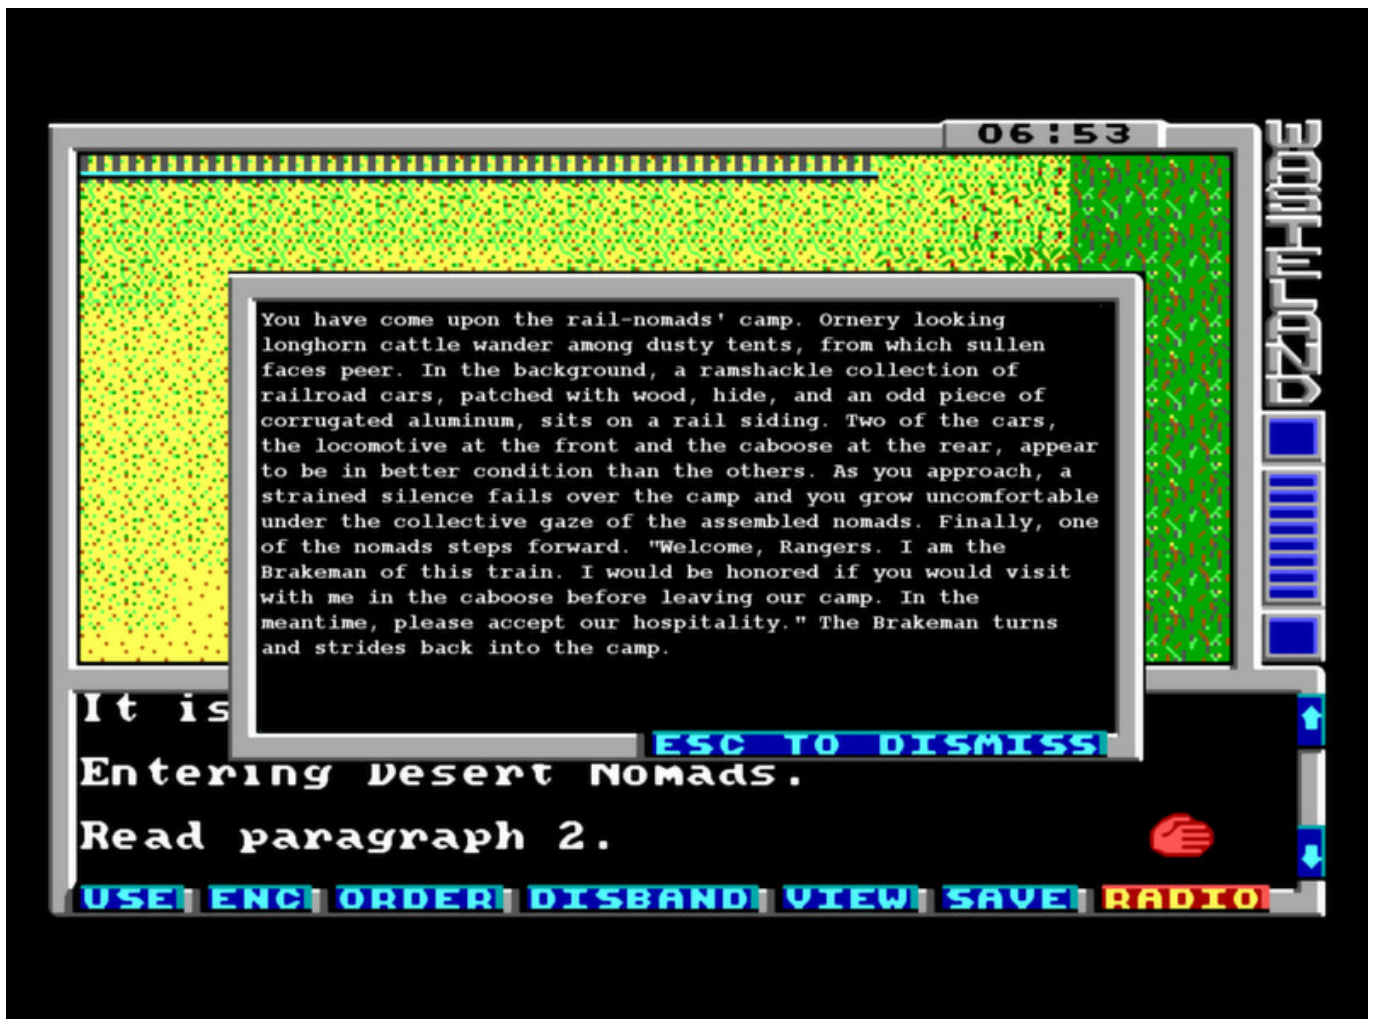 06:53
WASTELAND
You have come upon the rail-nomads' camp. Ornery looking
longhorn cattle wander among dusty tents, from which sullen
faces peer. In the background, a ramshackle collection of
railroad cars, patched with wood, hide, and an odd piece of
corrugated aluminum, sits on a rail siding. Two of the cars,
the locomotive at the front and the caboose at the rear, appear
to be in better condition than the others. As you approach, a
strained silence fails over the camp and you grow uncomfortable
under the collective gaze of the assembled nomads. Finally, one
of the nomads steps forward. "Welcome, Rangers. I am the
Brakeman of this train. I would be honored if you would visit
with me in the caboose before leaving our camp. In the
meantime, please accept our hospitality." The Brakeman turns
and strides back into the camp.
ESC TO DISMISS
It is
Entering Desert Nomads.
Read paragraph 2.
USE ENC ORDER DISBAND VIEW SAVE RADIO